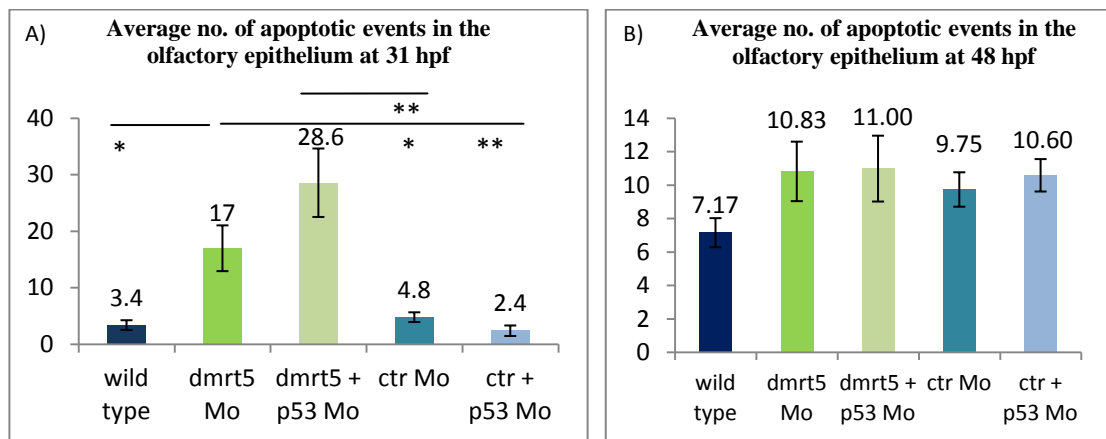 A)
Average no. of apoptotic events in the
olfactory epithelium at 31 hpf
**
40
*
28.6
*
**
30
17
20
10
3.4
4.8
2.4
0
wild
type
dmrt5
Mo
dmrt5 +
p53 Mo
ctr Mo
ctr +
p53 Mo
B)
Average no. of apoptotic events in the
olfactory epithelium at 48 hpf
14
12
10
8
6
4
2
0
7.17
10.83
11.00
9.75
10.60
wild
type
dmrt5
Mo
dmrt5 +
p53 Mo
ctr Mo
ctr +
p53 Mo